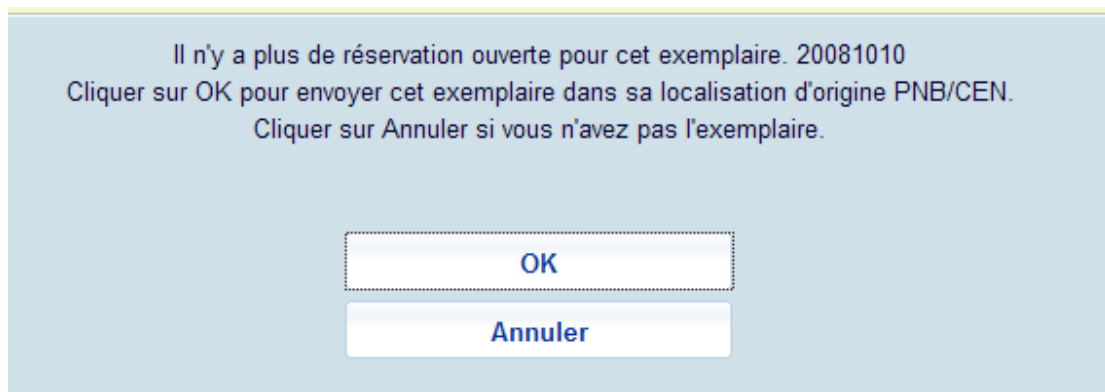 Il n'y a plus de réservation ouverte pour cet exemplaire. 20081010
Cliquer sur OK pour envoyer cet exemplaire dans sa localisation d'origine PNB/CEN.
Cliquer sur Annuler si vous n'avez pas l'exemplaire.
OK
Annuler